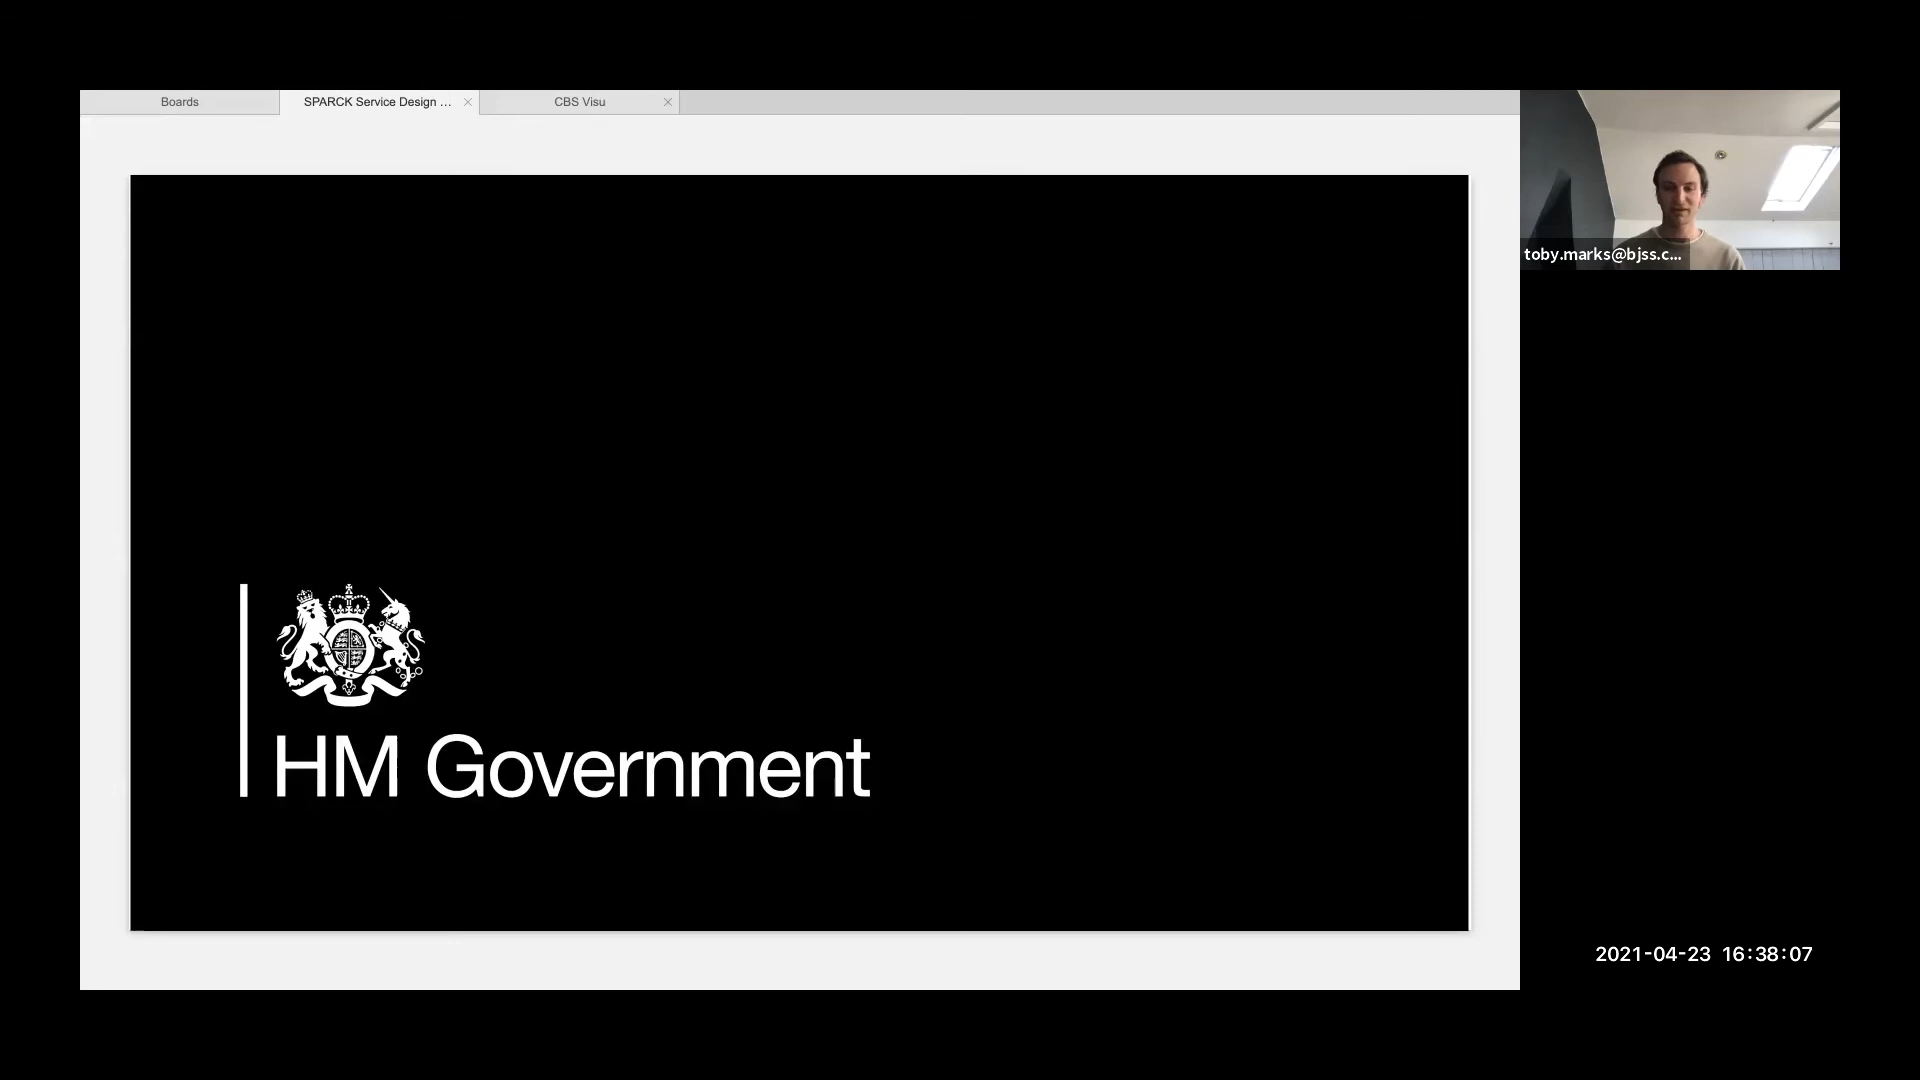 Boards
SPARCK Service Design ...
CBS Visu
toby.marks@bjss.c...
HM Government
2021-04-23 16:38:07